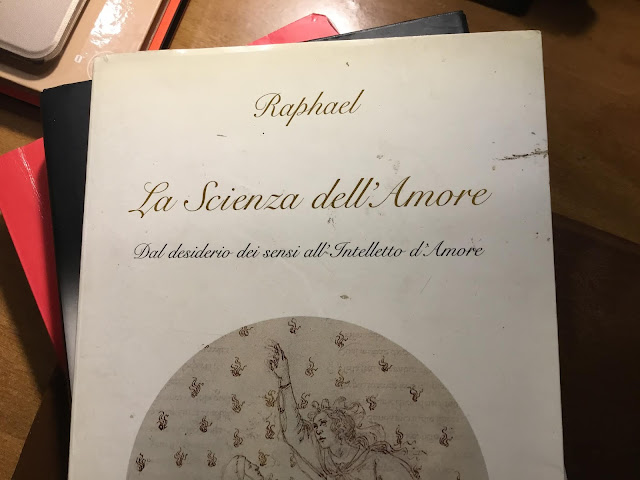 Raphael
La Scienza dell'Amore
Dal desiderio dei sensi all'Intelletto d'Amore